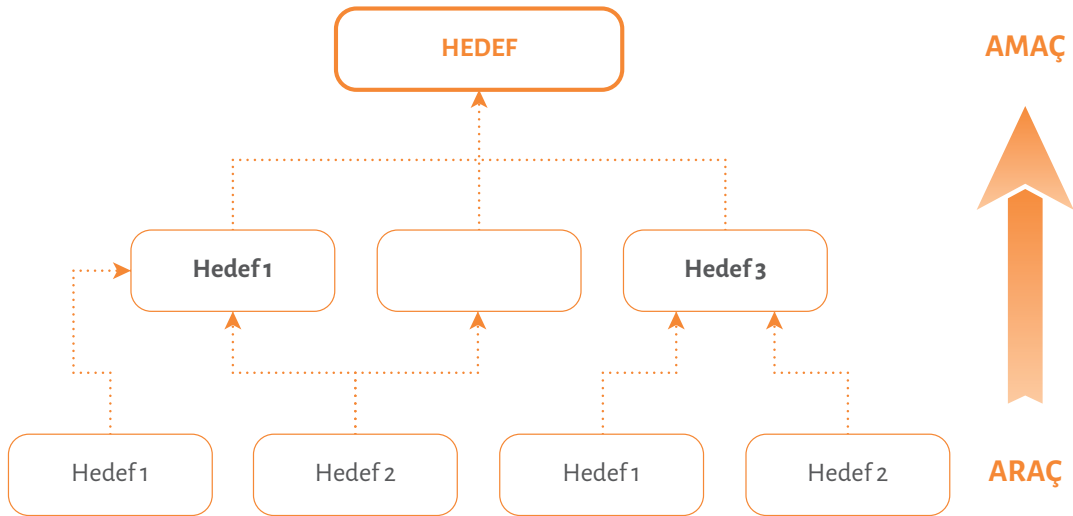 HEDEF
AMAÇ
Hedef 1
Hedef 3
Hedef 1
Hedef 2
Hedef 1
Hedef 2
ARAÇ